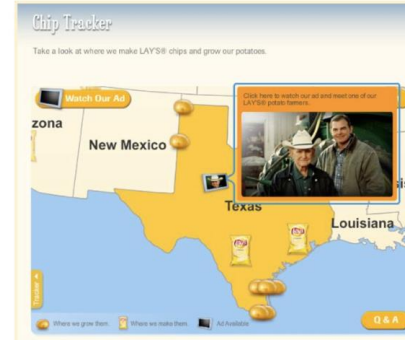 Chip Tracker
Take a look at where we make LAY'S® chips and grow our potatoes.
Watch Our Ad
Click here to watch our ad and meet one of our
LAY'S® potato farmers.
zona
New Mexico
Texas
Louisiana
Tracker
Where we grow them.
Where we make them.
Ad Available
Q & A